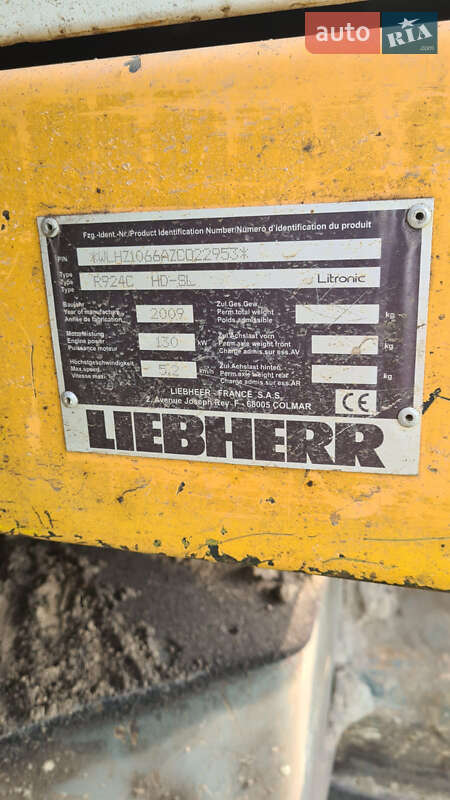 auto RIA.com
Fzg.-Ident.-Nr./Product Identification Number/Numéro d'identification du produit
PIN *WLHZ1066AZC022953*
Type
Type R924C HD-SL Litronic
Type
Baujahr
Year of manufacture 2009
Année de fabrication
Zul.Ges.Gew.
Perm.total weight kg
Poids admissible
Motorleistung
Engine power 130 kW
Puissance moteur
Zul.Achslast vorn
Perm.axle weight front kg
Charge admis.sur ess.AV
Höchstgeschwindigkeit
Max.speed 5,2 km/h
Vitesse maxi
Zul.Achslast hinten
Perm.axle weight rear kg
Charge admis.sur ess.AR
LIEBHERR - FRANCE S.A.S.
2, Avenue Joseph Rey F - 68005 COLMAR
CE
LIEBHERR